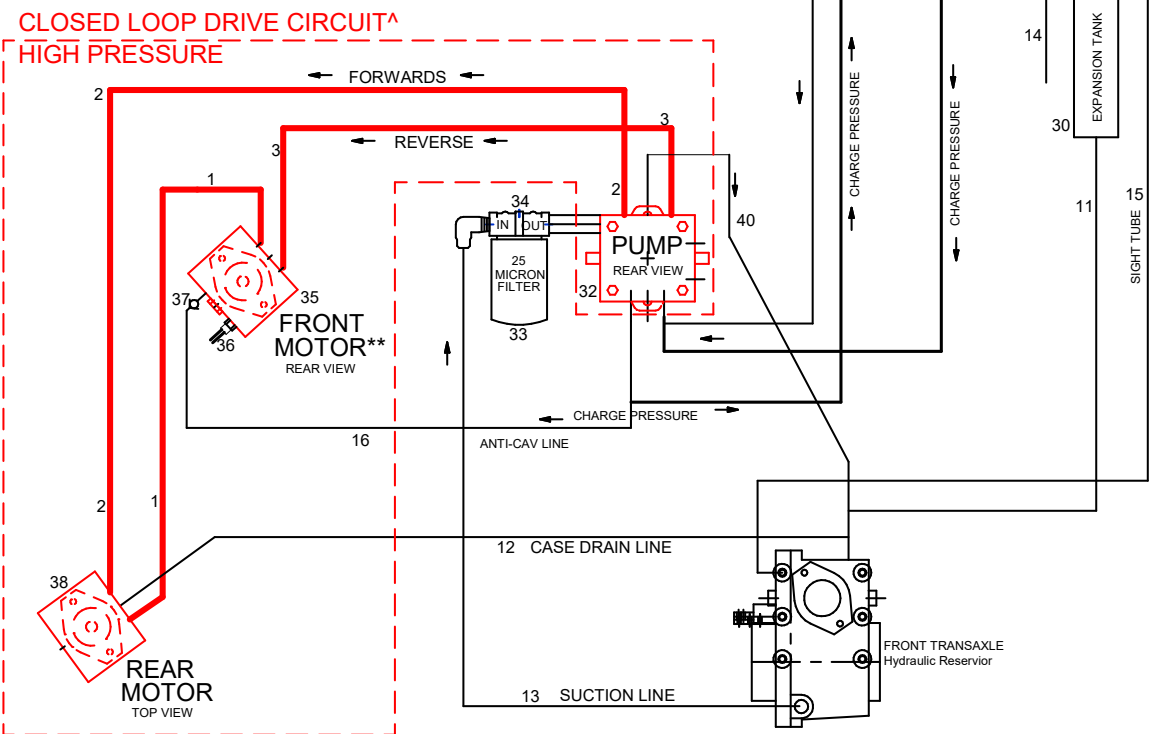 CLOSED LOOP DRIVE CIRCUIT^
HIGH PRESSURE
14
EXPANSION TANK
FORWARDS
2
3
REVERSE
3
30
CHARGE PRESSURE
CHARGE PRESSURE
1
2
34
40
11
15
SIGHT TUBE
IN OUT
PUMP
REAR VIEW
25
MICRON
FILTER
32
33
37
35
36
FRONT
MOTOR**
REAR VIEW
CHARGE PRESSURE
16
ANTI-CAV LINE
2
1
12 CASE DRAIN LINE
38
REAR
MOTOR
TOP VIEW
13 SUCTION LINE
FRONT TRANSAXLE
Hydraulic Reservior